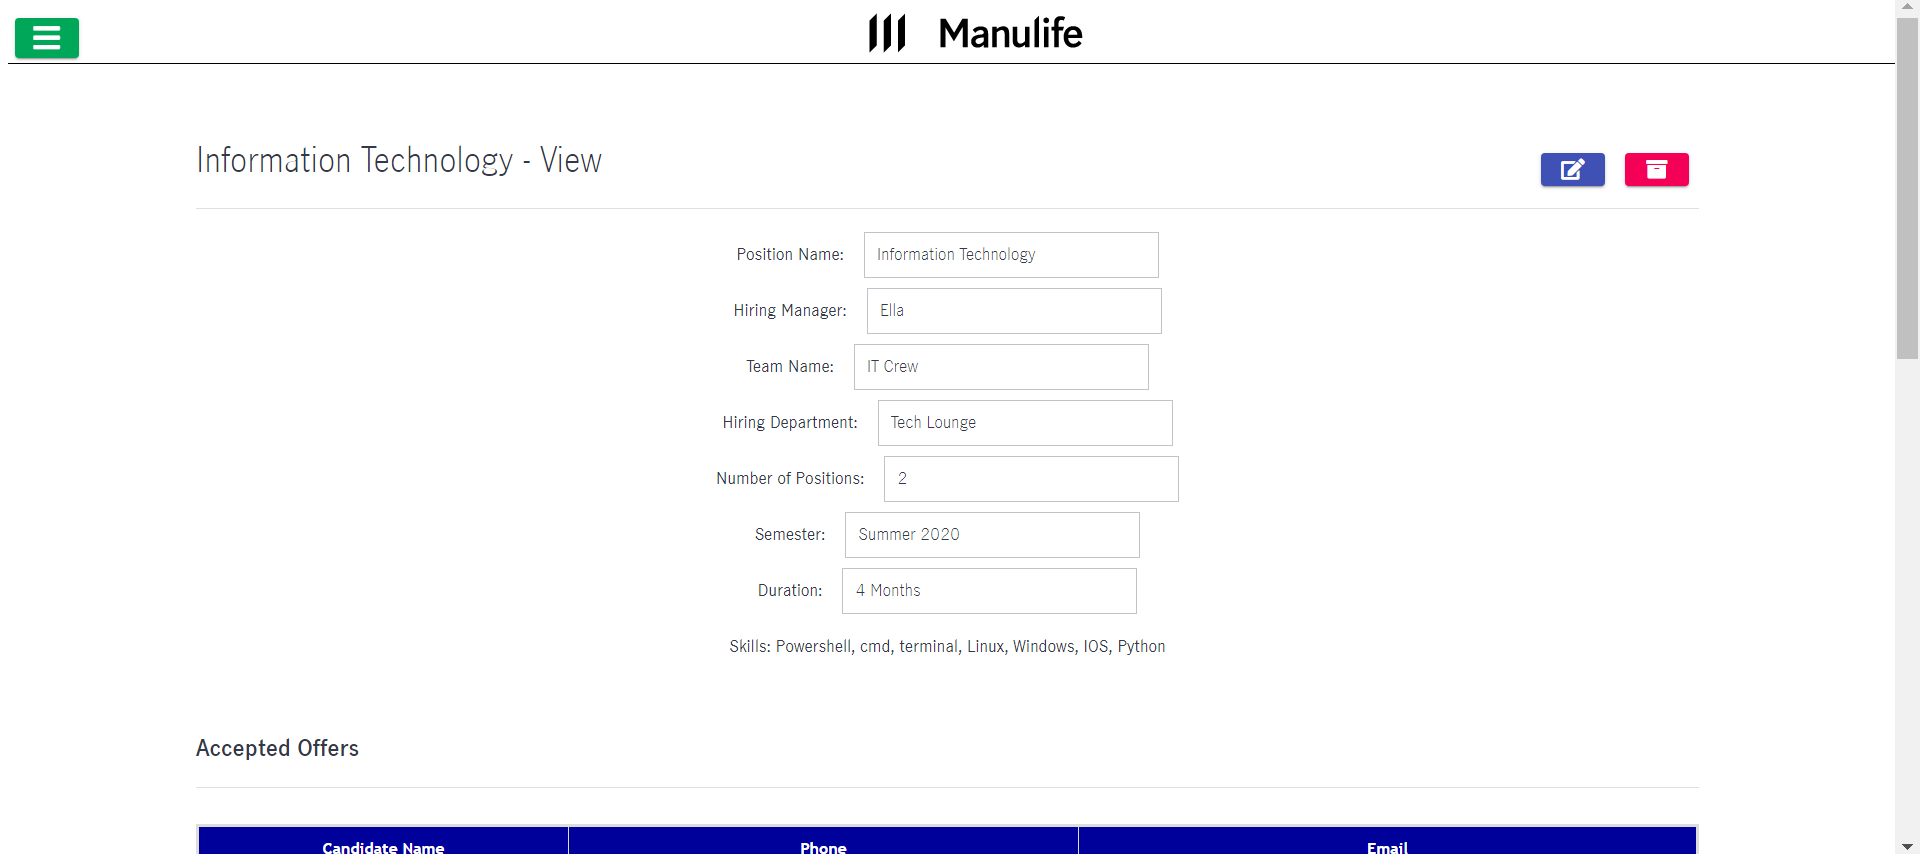 Manulife
Information Technology - View
Position Name: Information Technology
Hiring Manager: Ella
Team Name: IT Crew
Hiring Department: Tech Lounge
Number of Positions: 2
Semester: Summer 2020
Duration: 4 Months
Skills: Powershell, cmd, terminal, Linux, Windows, IOS, Python
Accepted Offers
Candidate Name Phone Email